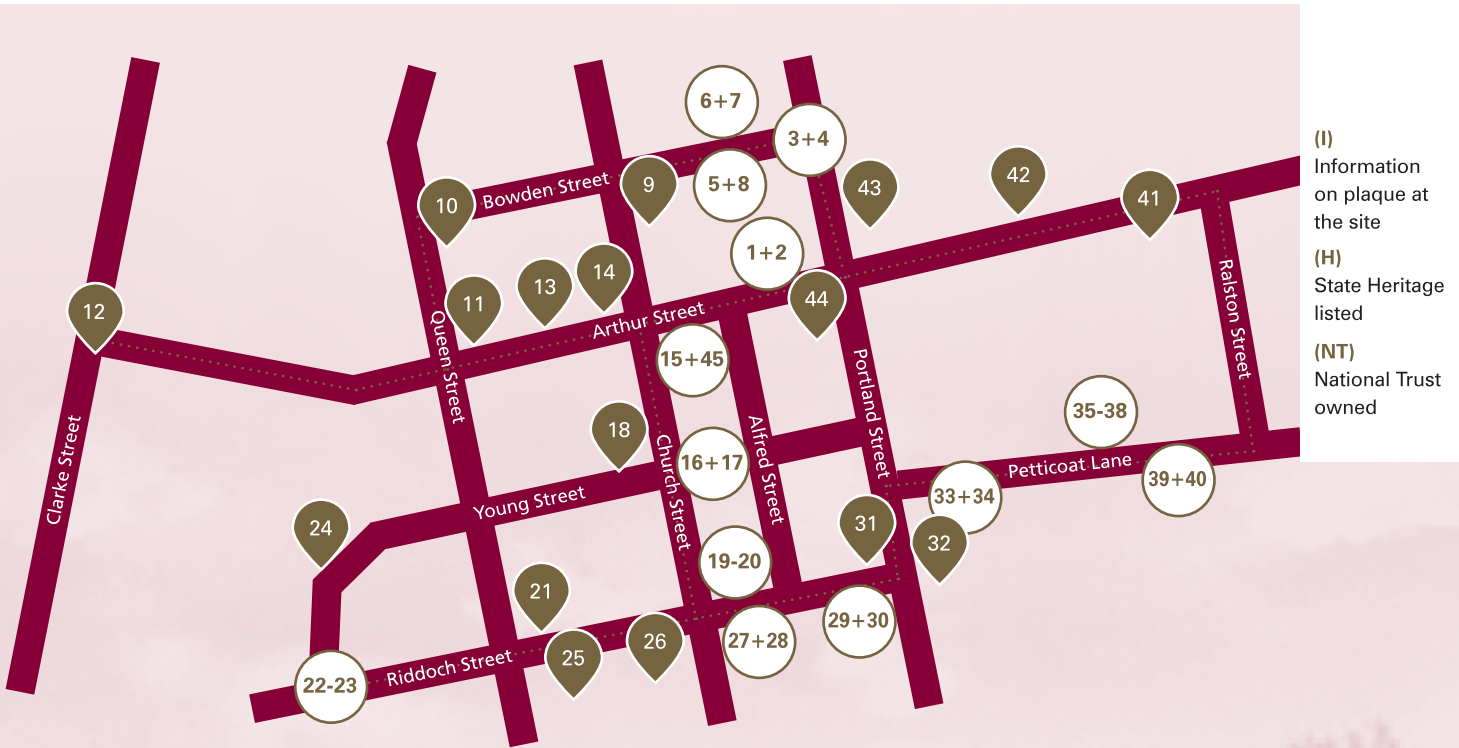 6+7
3+4
5+8
9
10
Bowden Street
43
42
41
1+2
14
13
11
12
44
Arthur Street
Queen Street
15+45
Portland Street
Ralston Street
Clarke Street
18
Church Street
16+17
Alfred Street
35-38
Petticoat Lane
39+40
33+34
Young Street
24
31
32
19-20
21
29+30
27+28
26
25
Riddoch Street
22-23
(I)
Information
on plaque at
the site
(H)
State Heritage
listed
(NT)
National Trust
owned